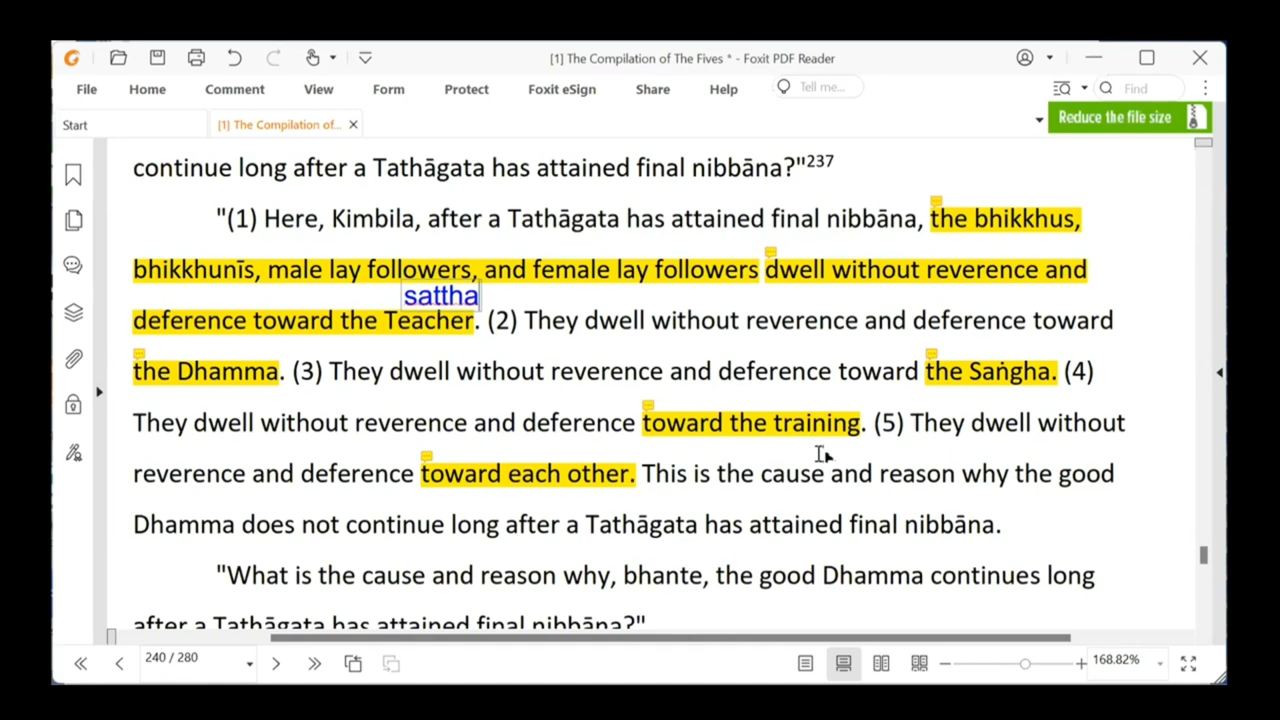 [1] The Compilation of The Fives * - Foxit PDF Reader
File Home Comment View Form Protect Foxit eSign Share Help Tell me... Find
Start [1] The Compilation of... Reduce the file size
continue long after a Tathāgata has attained final nibbāna?"237
"(1) Here, Kimbila, after a Tathāgata has attained final nibbāna, the bhikkhus,
bhikkhunīs, male lay followers, and female lay followers dwell without reverence and
sattha
deference toward the Teacher. (2) They dwell without reverence and deference toward
the Dhamma. (3) They dwell without reverence and deference toward the Saṅgha. (4)
They dwell without reverence and deference toward the training. (5) They dwell without
reverence and deference toward each other. This is the cause and reason why the good
Dhamma does not continue long after a Tathāgata has attained final nibbāna.
"What is the cause and reason why, bhante, the good Dhamma continues long
after a Tathāgata has attained final nibbāna?"
240 / 280 168.82%